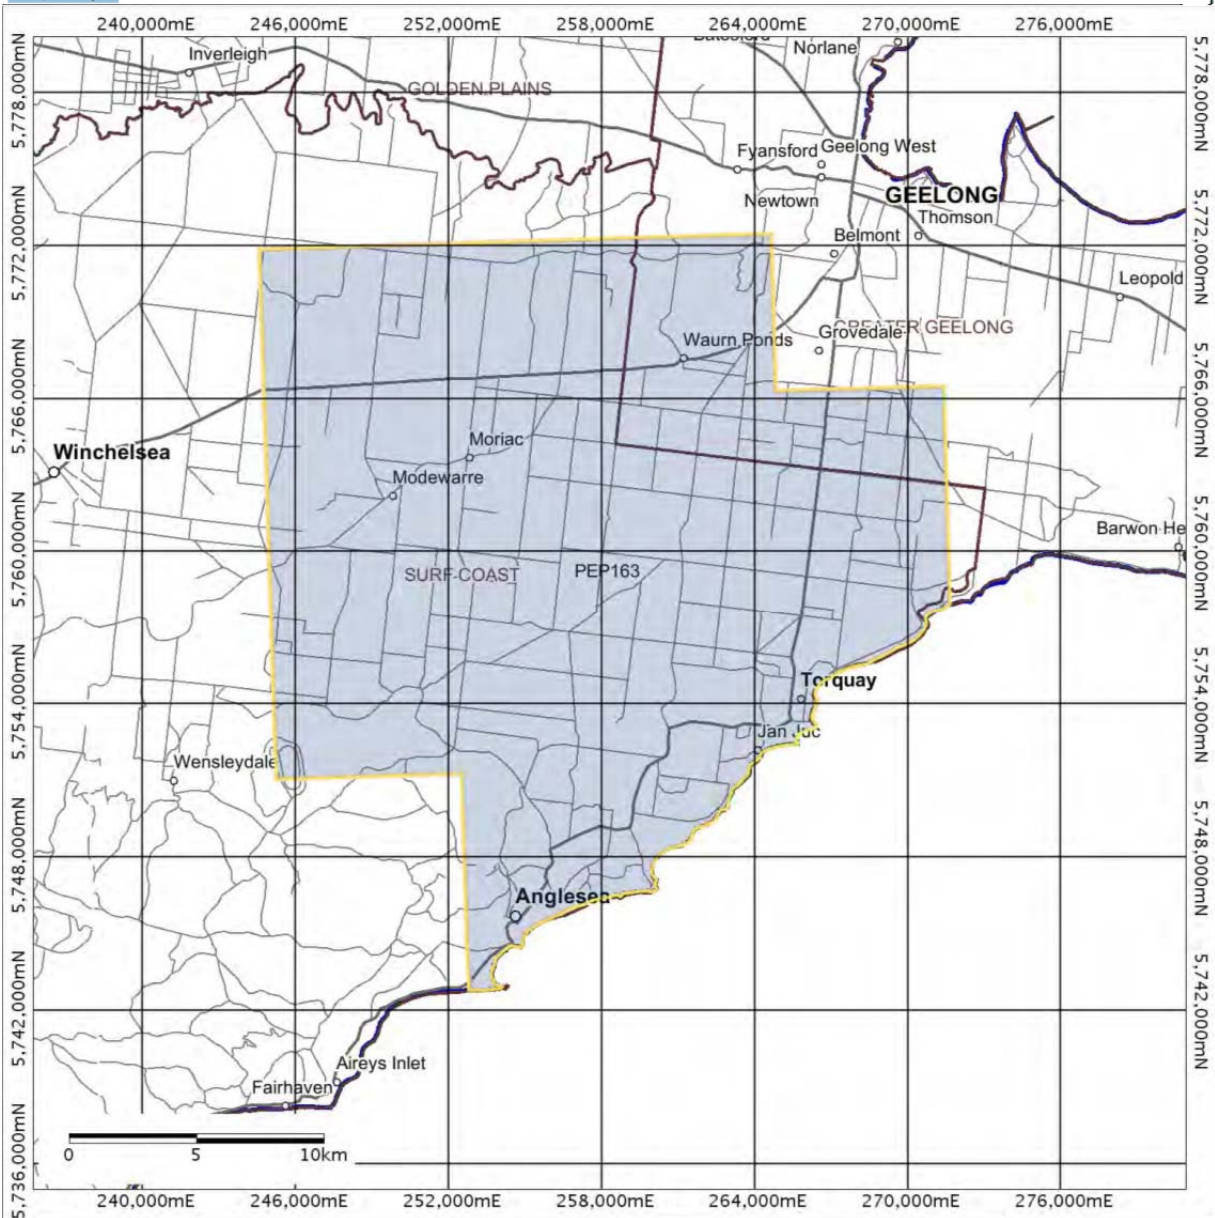 240,000mE 246,000mE 252,000mE 258,000mE 264,000mE 270,000mE 276,000mE
Inverleigh
Norlane
5,778,000mN
5,778,000mN
GOLDEN PLAINS
Fyansford
Geelong West
GEELONG
Newtown
Thomson
Belmont
5,772,000mN
5,772,000mN
Leopold
GREATER GEELONG
Grovedale
Waurn Ponds
5,766,000mN
5,766,000mN
Winchelsea
Moriac
Modewarre
Barwon He
5,760,000mN
5,760,000mN
SURF COAST
PEP163
Torquay
5,754,000mN
5,754,000mN
Jan Juc
Wensleydale
5,748,000mN
5,748,000mN
Anglesea
5,742,000mN
5,742,000mN
Aireys Inlet
Fairhaven
0 5 10km
5,736,000mN
240,000mE 246,000mE 252,000mE 258,000mE 264,000mE 270,000mE 276,000mE